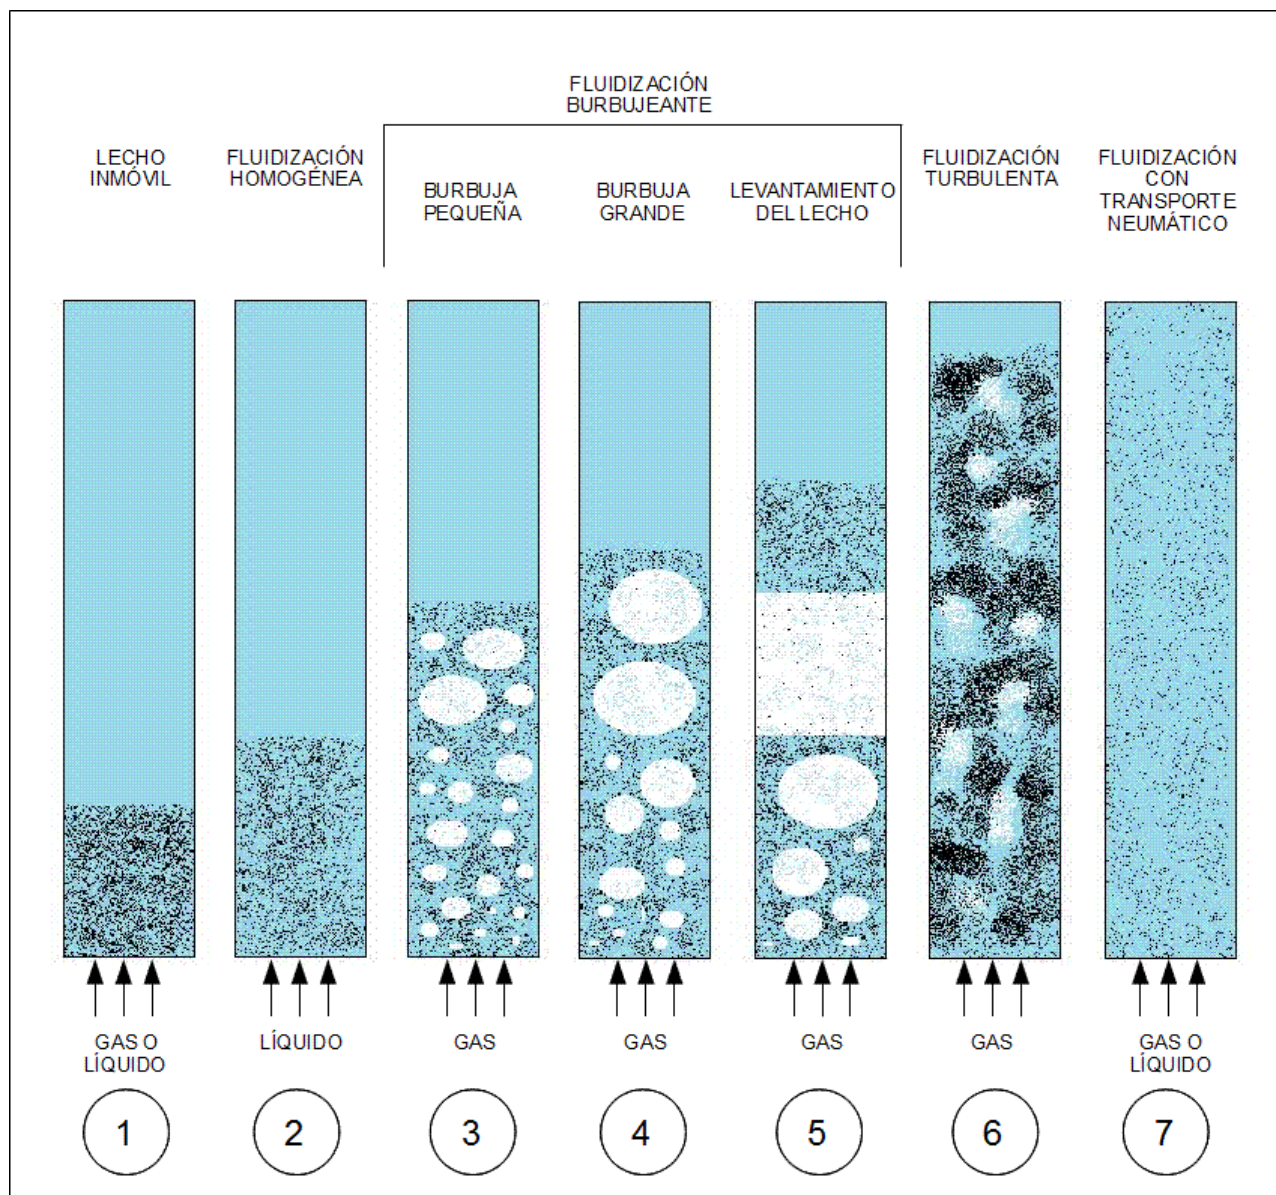 FLUIDIZACIÓN
BURBUJEANTE
LECHO
INMÓVIL
FLUIDIZACIÓN
HOMOGÉNEA
BURBUJA
PEQUEÑA
BURBUJA
GRANDE
LEVANTAMIENTO
DEL LECHO
FLUIDIZACIÓN
TURBULENTA
FLUIDIZACIÓN
CON
TRANSPORTE
NEUMÁTICO
GAS O
LÍQUIDO
LÍQUIDO
GAS
GAS
GAS
GAS
GAS O
LÍQUIDO
1
2
3
4
5
6
7